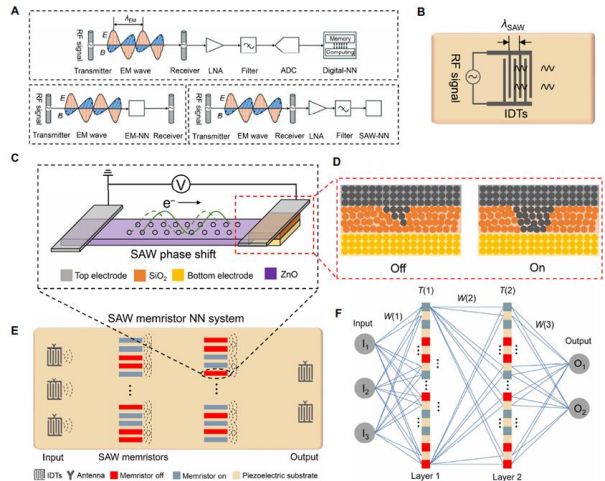 A
λEM
E
B
RF signal
Transmitter EM wave Receiver LNA Filter ADC Digital-NN
Memory
Computing
RF signal
E
B
Transmitter EM wave EM-NN Receiver
RF signal
E
B
Transmitter EM wave Receiver LNA Filter SAW-NN
B
λSAW
RF signal
IDTs
C
V
e⁻
SAW phase shift
Top electrode SiO₂ Bottom electrode ZnO
D
Off On
E
SAW memristor NN system
Input SAW memristors Output
IDTs Antenna Memristor off Memristor on Piezoelectric substrate
F
T(1) T(2)
W(1) W(2) W(3)
Input Output
I₁
I₂
I₃
O₁
O₂
Layer 1 Layer 2